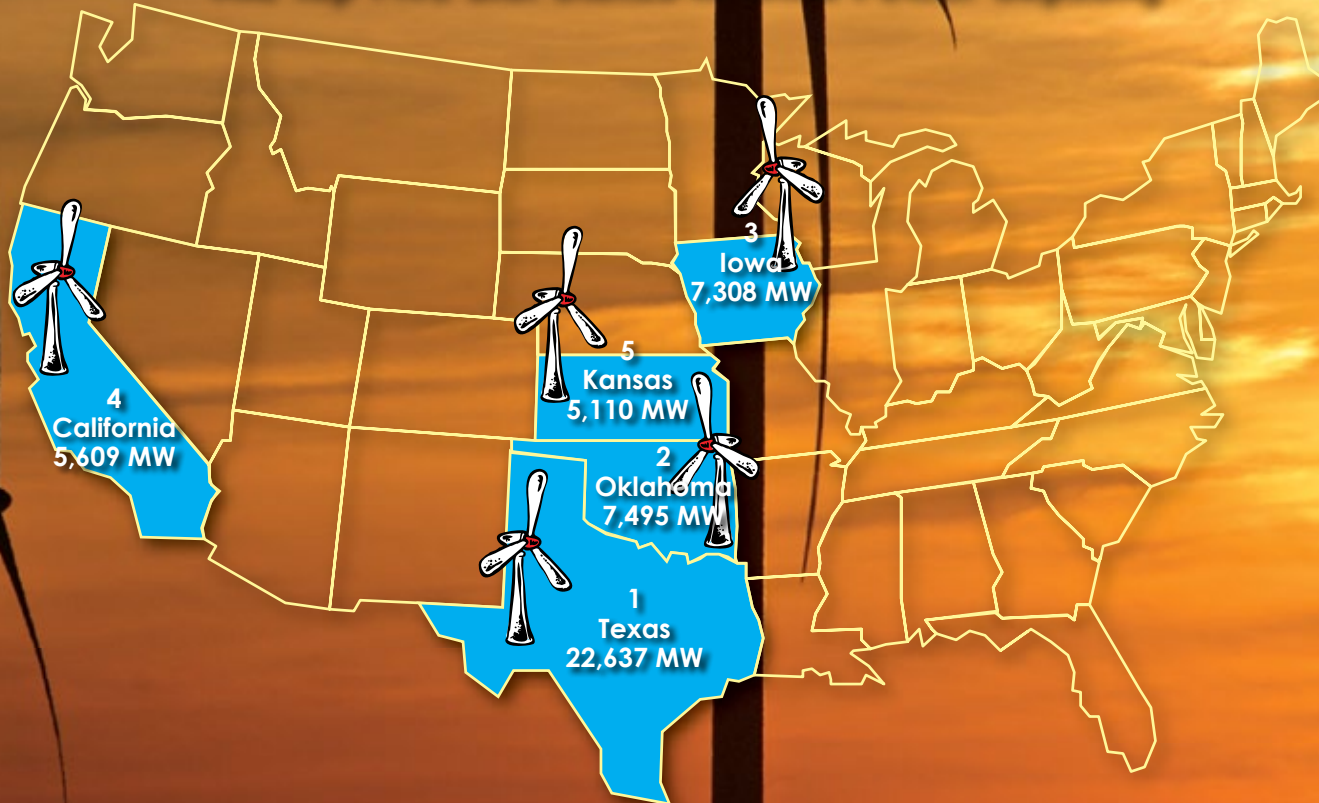 3
Iowa
7,308 MW
5
Kansas
5,110 MW
4
California
5,609 MW
2
Oklahoma
7,495 MW
1
Texas
22,637 MW